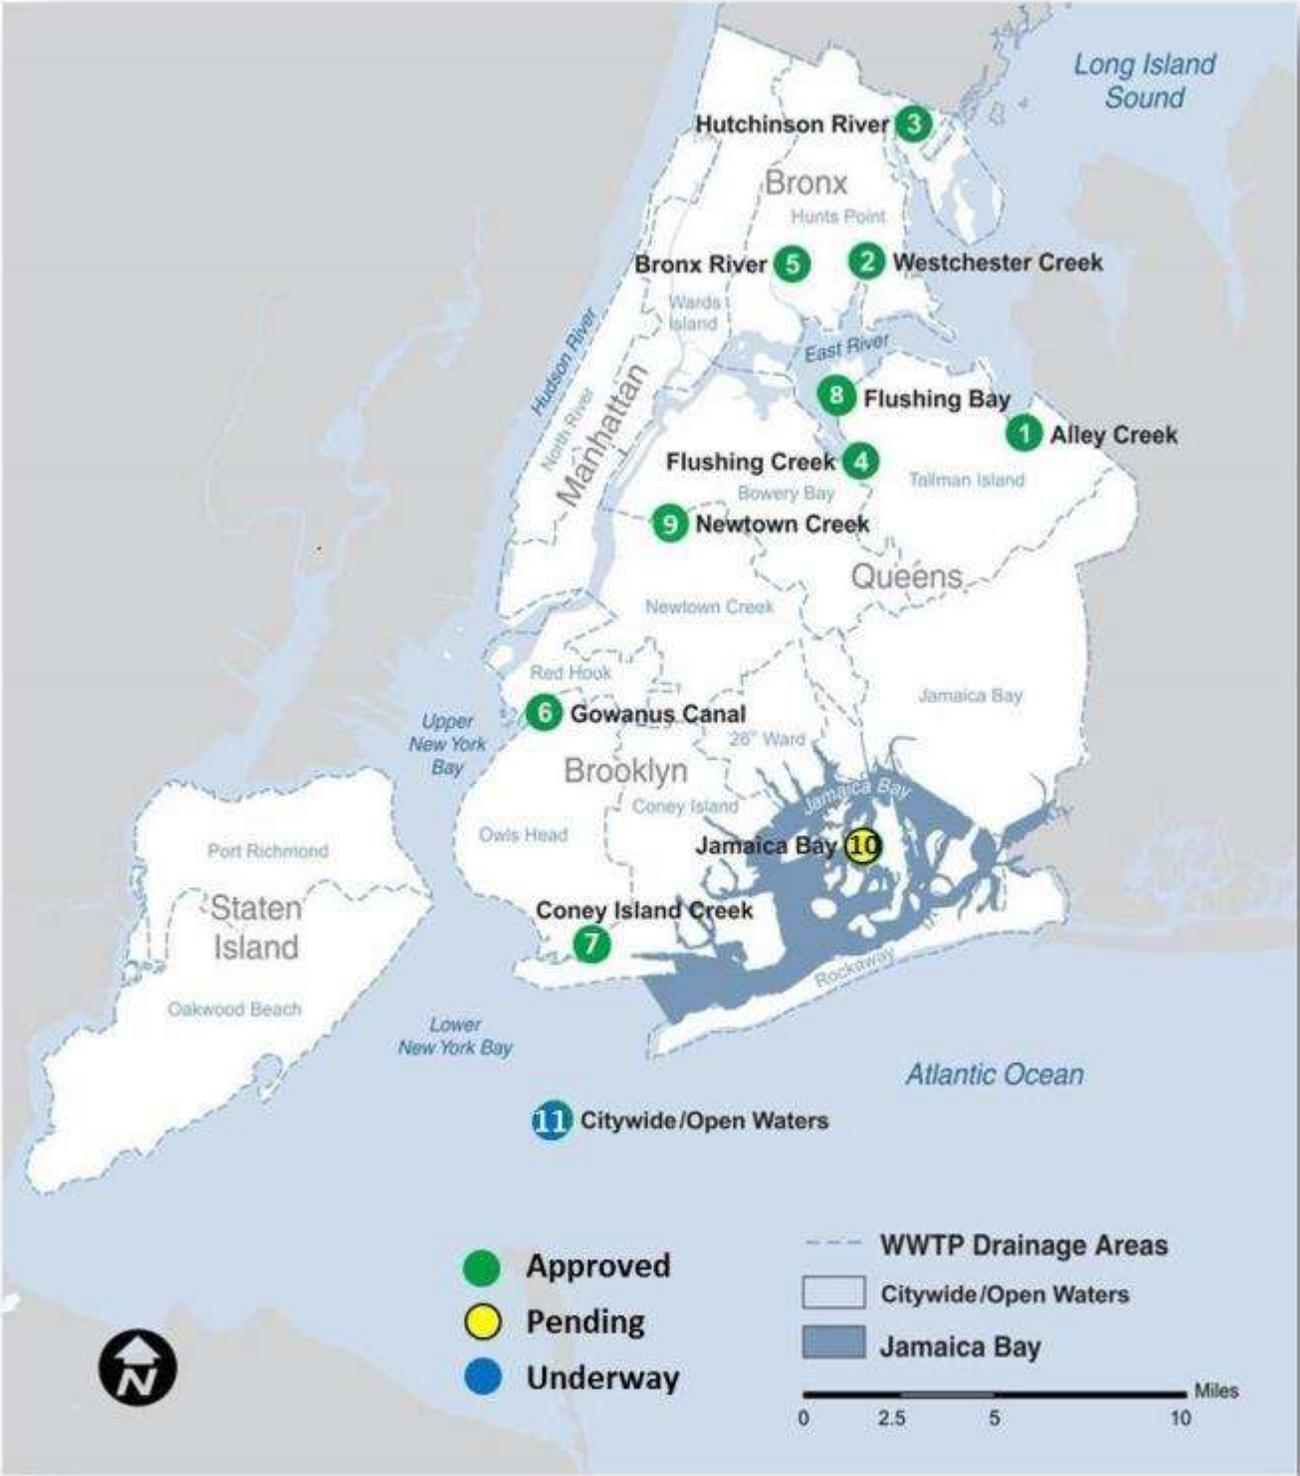 Long Island
Sound
Hutchinson River 3
Bronx
Hunts Point
Bronx River 5
2 Westchester Creek
Wards
Island
Hudson River
East River
North River
Manhattan
8 Flushing Bay
1 Alley Creek
Flushing Creek 4
Tallman Island
Bowery Bay
9 Newtown Creek
Queens
Newtown Creek
Red Hook
Jamaica Bay
6 Gowanus Canal
Upper
New York
Bay
26th Ward
Brooklyn
Jamaica Bay
Coney Island
Owls Head
Jamaica Bay 10
Port Richmond
Staten
Island
Coney Island Creek
7
Rockaway
Oakwood Beach
Lower
New York Bay
Atlantic Ocean
11 Citywide/Open Waters
Approved
Pending
Underway
WWTP Drainage Areas
Citywide/Open Waters
Jamaica Bay
N
Miles
0 2.5 5 10